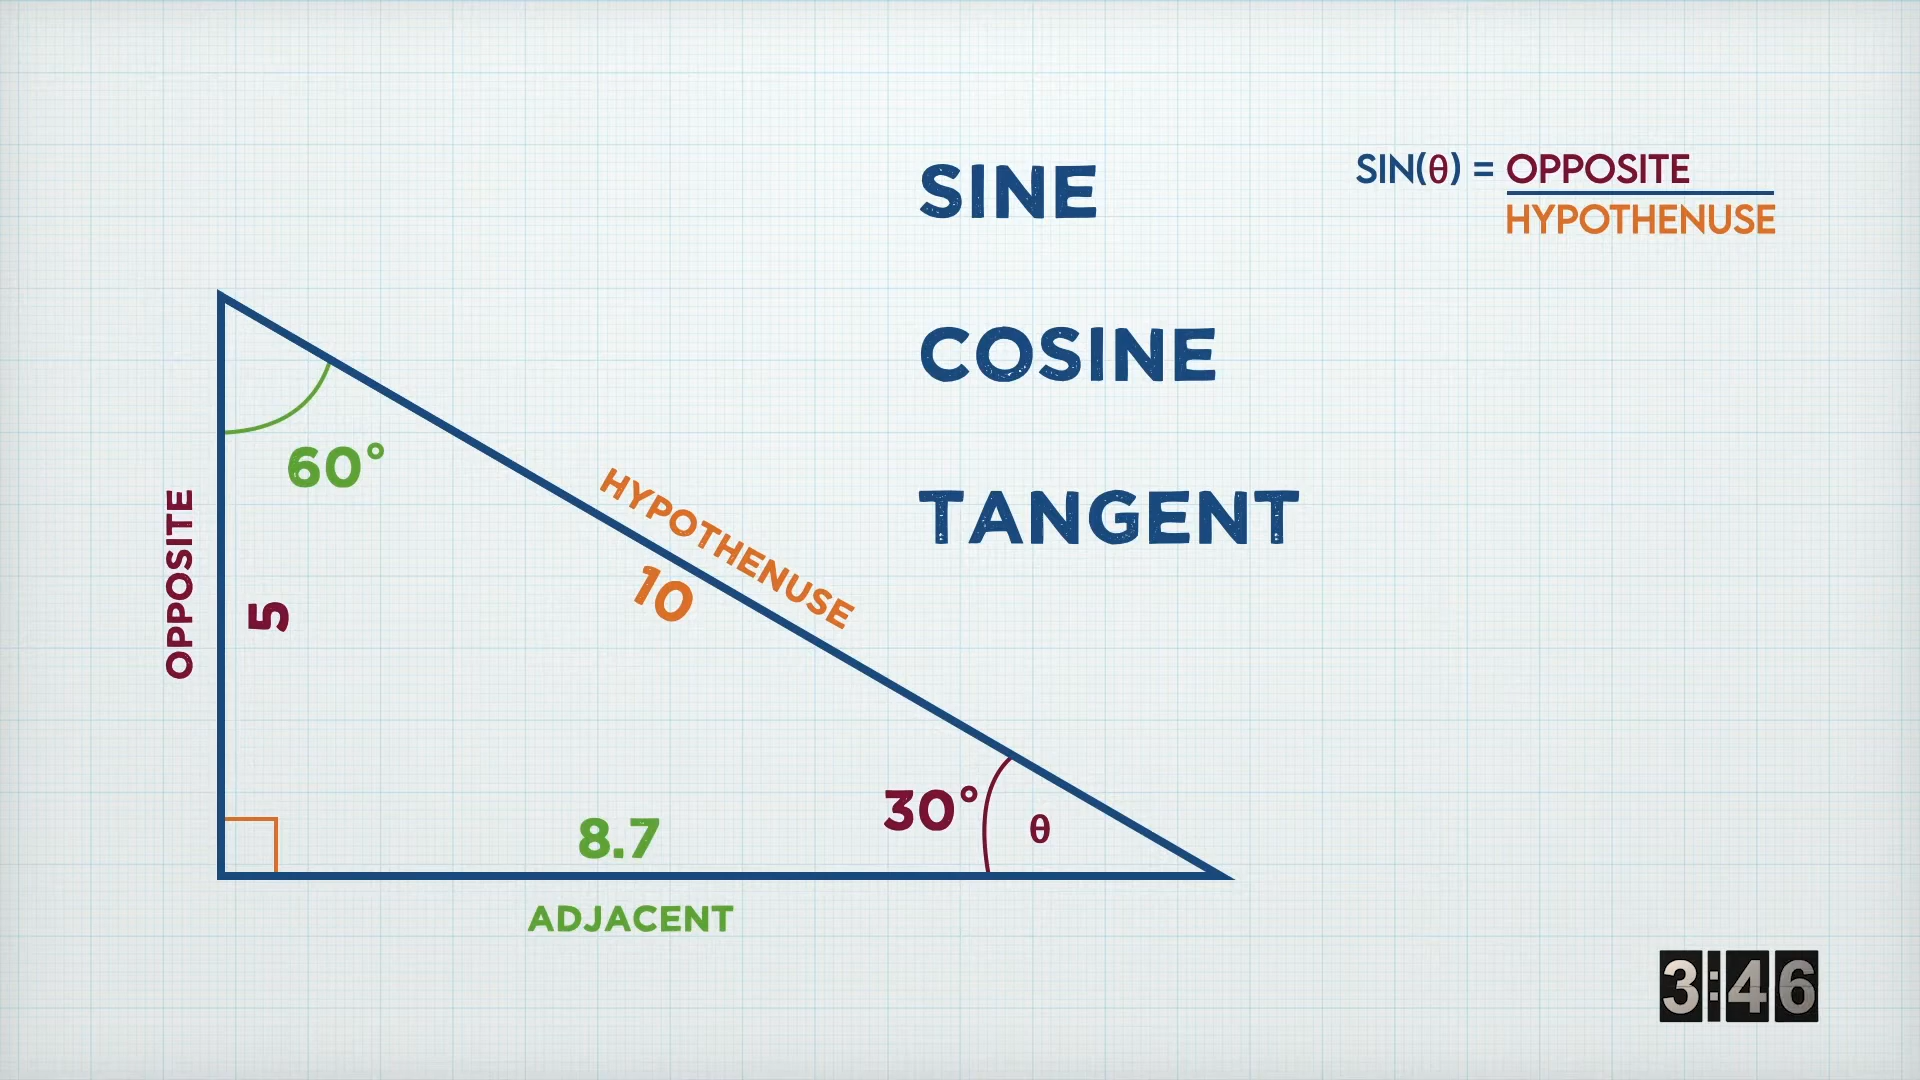 SINE
SIN(θ) = OPPOSITE
HYPOTHENUSE
COSINE
TANGENT
60°
HYPOTHENUSE
10
OPPOSITE
5
30°
θ
8.7
ADJACENT
3:46